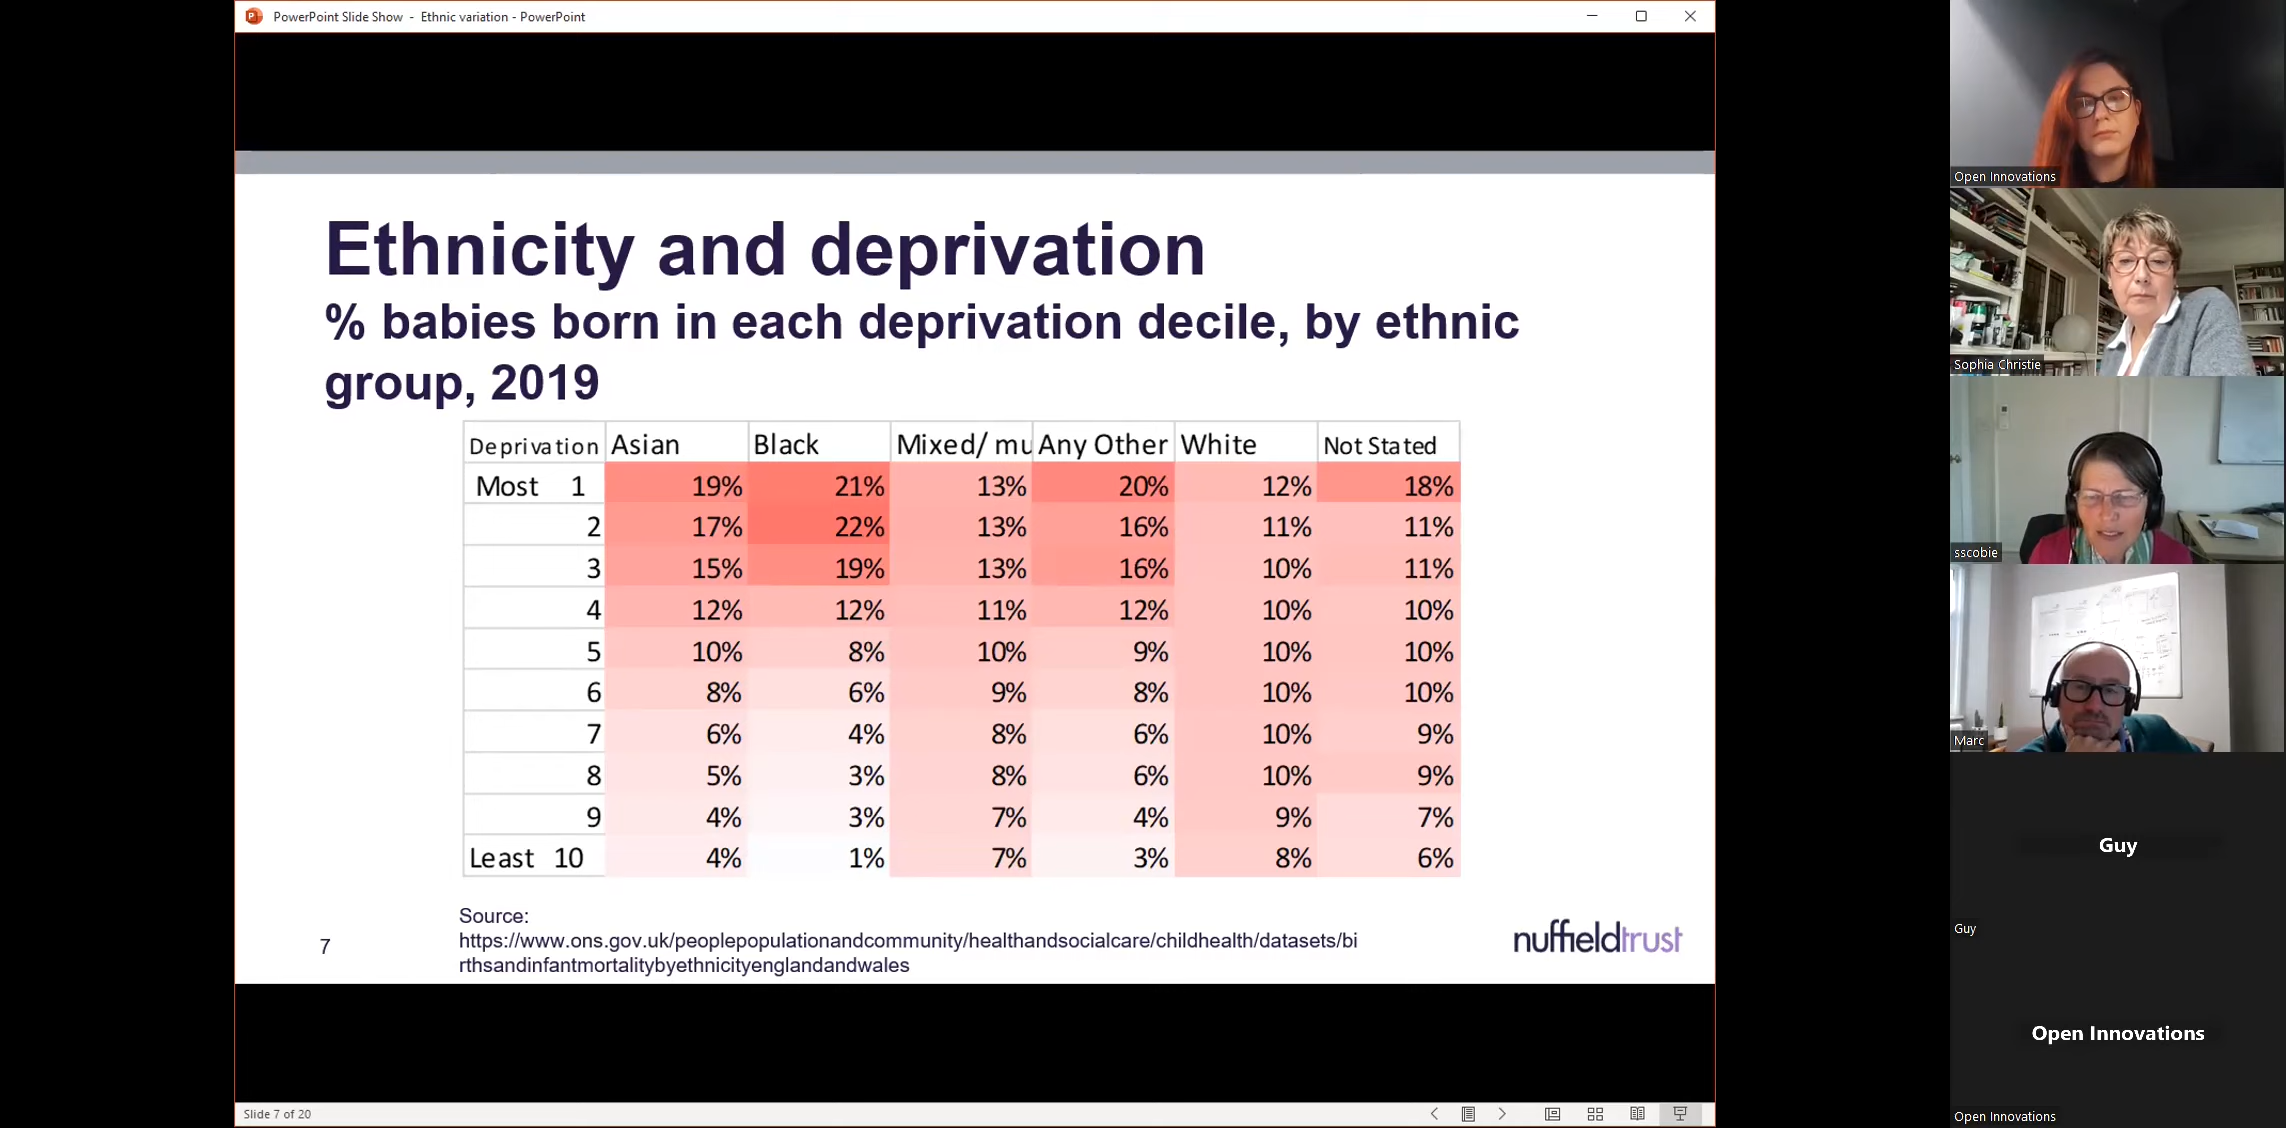 PowerPoint Slide Show - Ethnic variation - PowerPoint
Ethnicity and deprivation
% babies born in each deprivation decile, by ethnic
group, 2019
Deprivation Asian Black Mixed/ mu Any Other White Not Stated
Most 1 19% 21% 13% 20% 12% 18%
2 17% 22% 13% 16% 11% 11%
3 15% 19% 13% 16% 10% 11%
4 12% 12% 11% 12% 10% 10%
5 10% 8% 10% 9% 10% 10%
6 8% 6% 9% 8% 10% 10%
7 6% 4% 8% 6% 10% 9%
8 5% 3% 8% 6% 10% 9%
9 4% 3% 7% 4% 9% 7%
Least 10 4% 1% 7% 3% 8% 6%
Source:
https://www.ons.gov.uk/peoplepopulationandcommunity/healthandsocialcare/childhealth/datasets/bi
rthsandinfantmortalitybyethnicityenglandandwales
7
nuffieldtrust
Slide 7 of 20
Open Innovations
Sophia Christie
sscobie
Marc
Guy
Guy
Open Innovations
Open Innovations